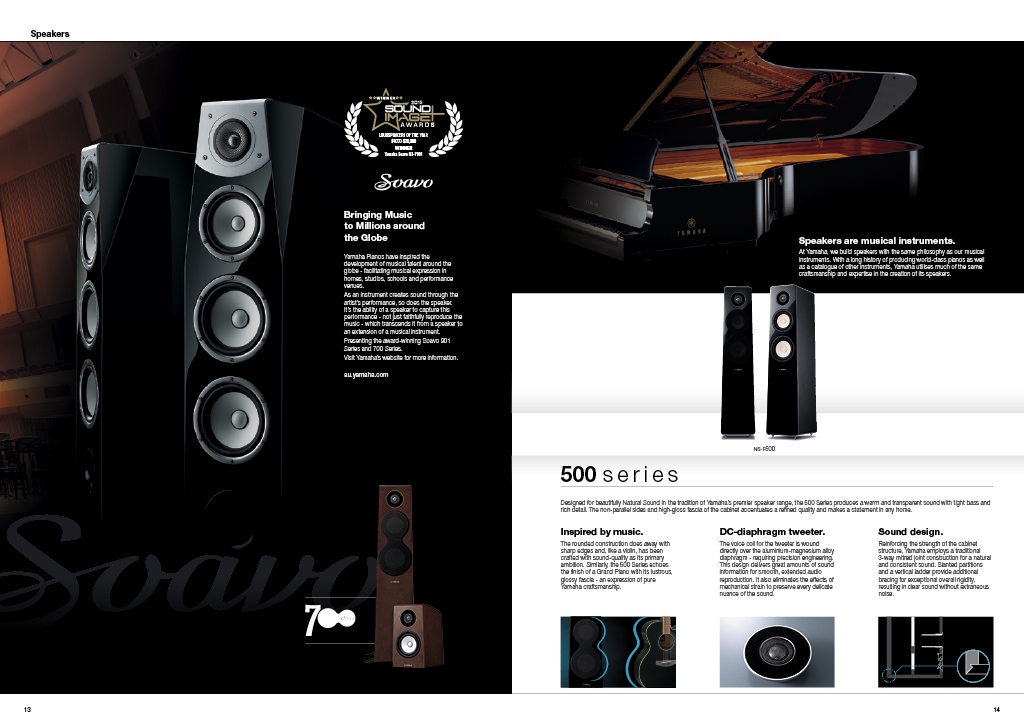 Speakers
WINNER
2015
SOUND
IMAGE
AWARDS
LOUDSPEAKERS OF THE YEAR
WINNER
Soavo
Bringing Music
to Millions around
the Globe
Yamaha Pianos have inspired the
development of musical talent around the
globe - facilitating musical expression in
homes, studios, schools and performance
venues.
As an instrument creates sound through the
artist's performance, so does the speaker.
It's the ability of a speaker to capture this
performance - not just faithfully reproduce the
music - which transcends it from a speaker to
an extension of a musical instrument.
Presenting the award-winning Soavo 901
Series and 700 Series.
Visit Yamaha's website for more information.
au.yamaha.com
Soavo
700
13
YAMAHA
Speakers are musical instruments.
At Yamaha, we build speakers with the same philosophy as our musical
instruments. With a long history of producing world-class pianos as well
as a catalogue of other instruments, Yamaha utilises much of the same
craftsmanship and expertise in the creation of its speakers.
NS-F500
500 series
Designed for beautifully Natural Sound in the tradition of Yamaha's premier speaker range, the 500 Series produces a warm and transparent sound with tight bass and
rich detail. The non-parallel sides and high-gloss fascia of the cabinet accentuates a refined quality and makes a statement in any home.
Inspired by music.
The rounded construction does away with
sharp edges and, like a violin, has been
crafted with sound-quality as its primary
ambition. Similarly, the 500 Series echoes
the finish of a Grand Piano with its lustrous,
glossy fascia - an expression of pure
Yamaha craftsmanship.
DC-diaphragm tweeter.
The voice coil for the tweeter is wound
directly over the aluminium-magnesium alloy
diaphragm - requiring precision engineering.
This design delivers great amounts of sound
information for smooth, extended audio
reproduction. It also eliminates the effects of
mechanical strain to preserve every delicate
nuance of the sound.
Sound design.
Reinforcing the strength of the cabinet
structure, Yamaha employs a traditional
3-way mitred joint construction for a natural
and consistent sound. Slanted partitions
and a vertical ladder provide additional
bracing for exceptional overall rigidity,
resulting in clear sound without extraneous
noise.
14